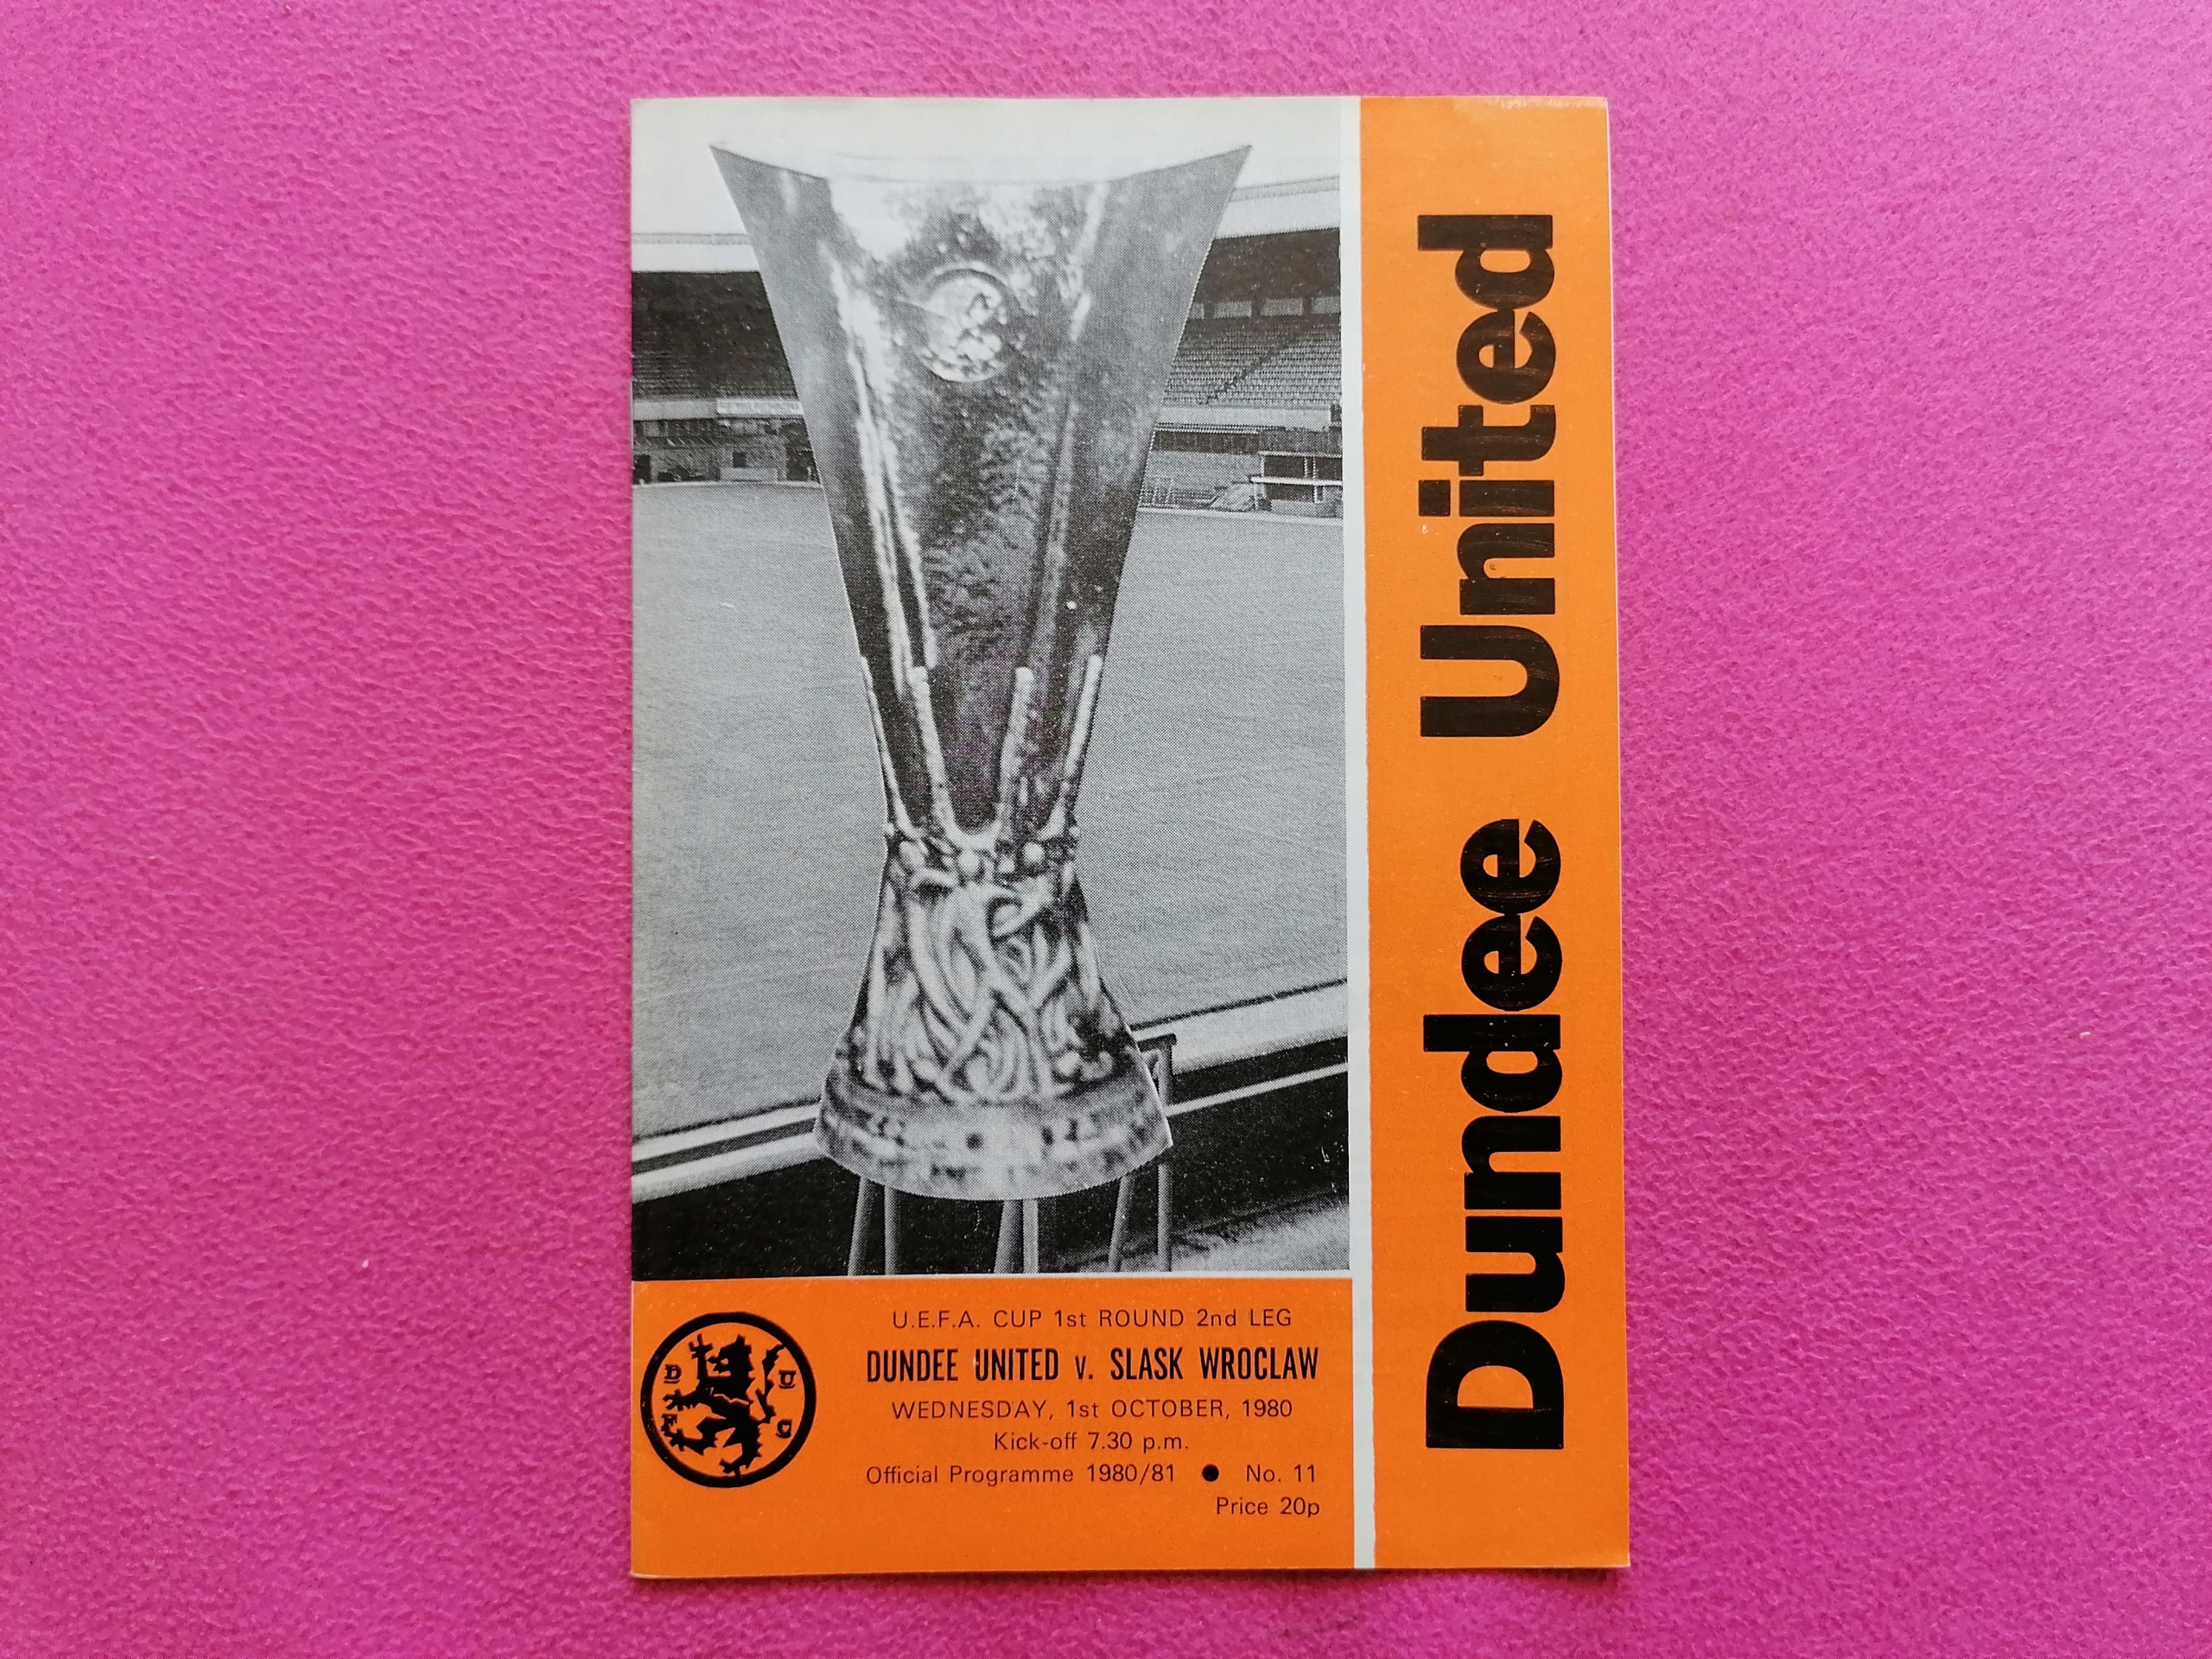 Dundee United
U.E.F.A. CUP 1st ROUND 2nd LEG
DUNDEE UNITED v. SLASK WROCLAW
WEDNESDAY, 1st OCTOBER, 1980
Kick-off 7.30 p.m.
Official Programme 1980/81 ● No. 11
Price 20p
D U
F C